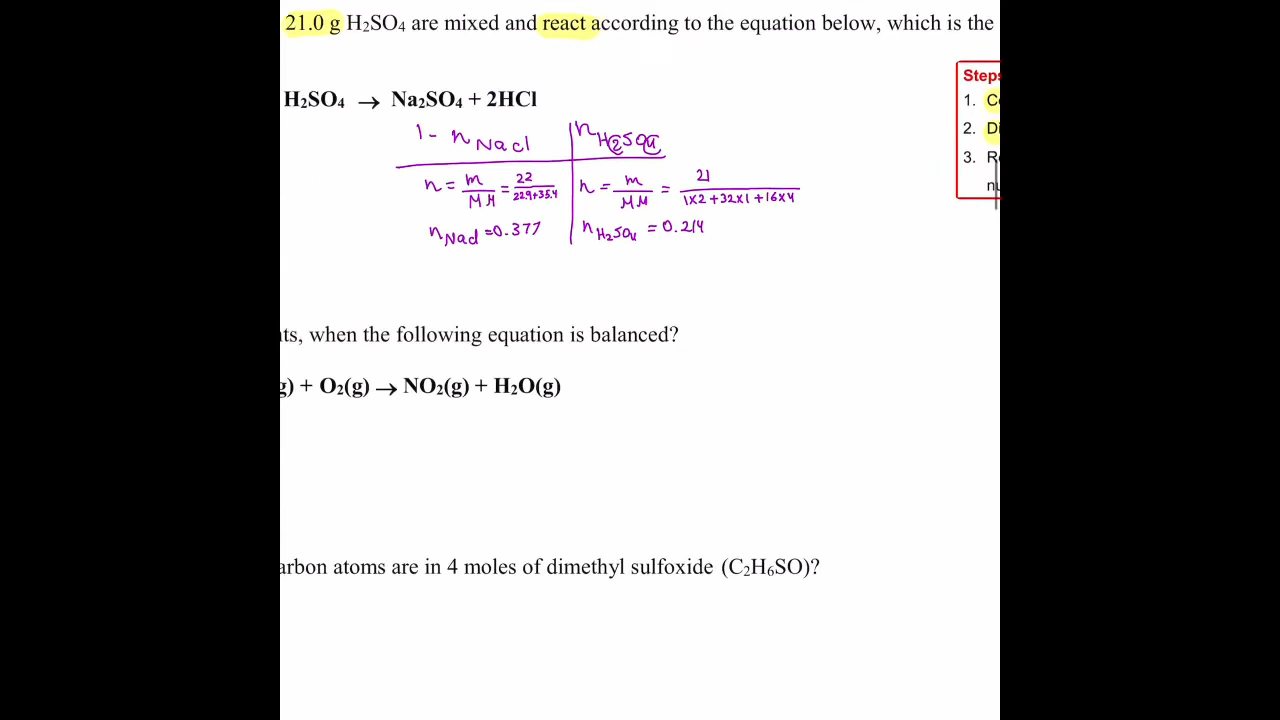 21.0 g H₂SO₄ are mixed and react according to the equation below, which is the
Steps
H₂SO₄ → Na₂SO₄ + 2HCl
1. C
2. Di
3. R
nu
1 - n NaCl
n H₂SO₄
n = m/MM = 22/22.9+35.4
n = m/MM = 21/1x2+32x1+16x4
n NaCl = 0.377
n H₂SO₄ = 0.214
ts, when the following equation is balanced?
g) + O₂(g) → NO₂(g) + H₂O(g)
arbon atoms are in 4 moles of dimethyl sulfoxide (C₂H₆SO)?